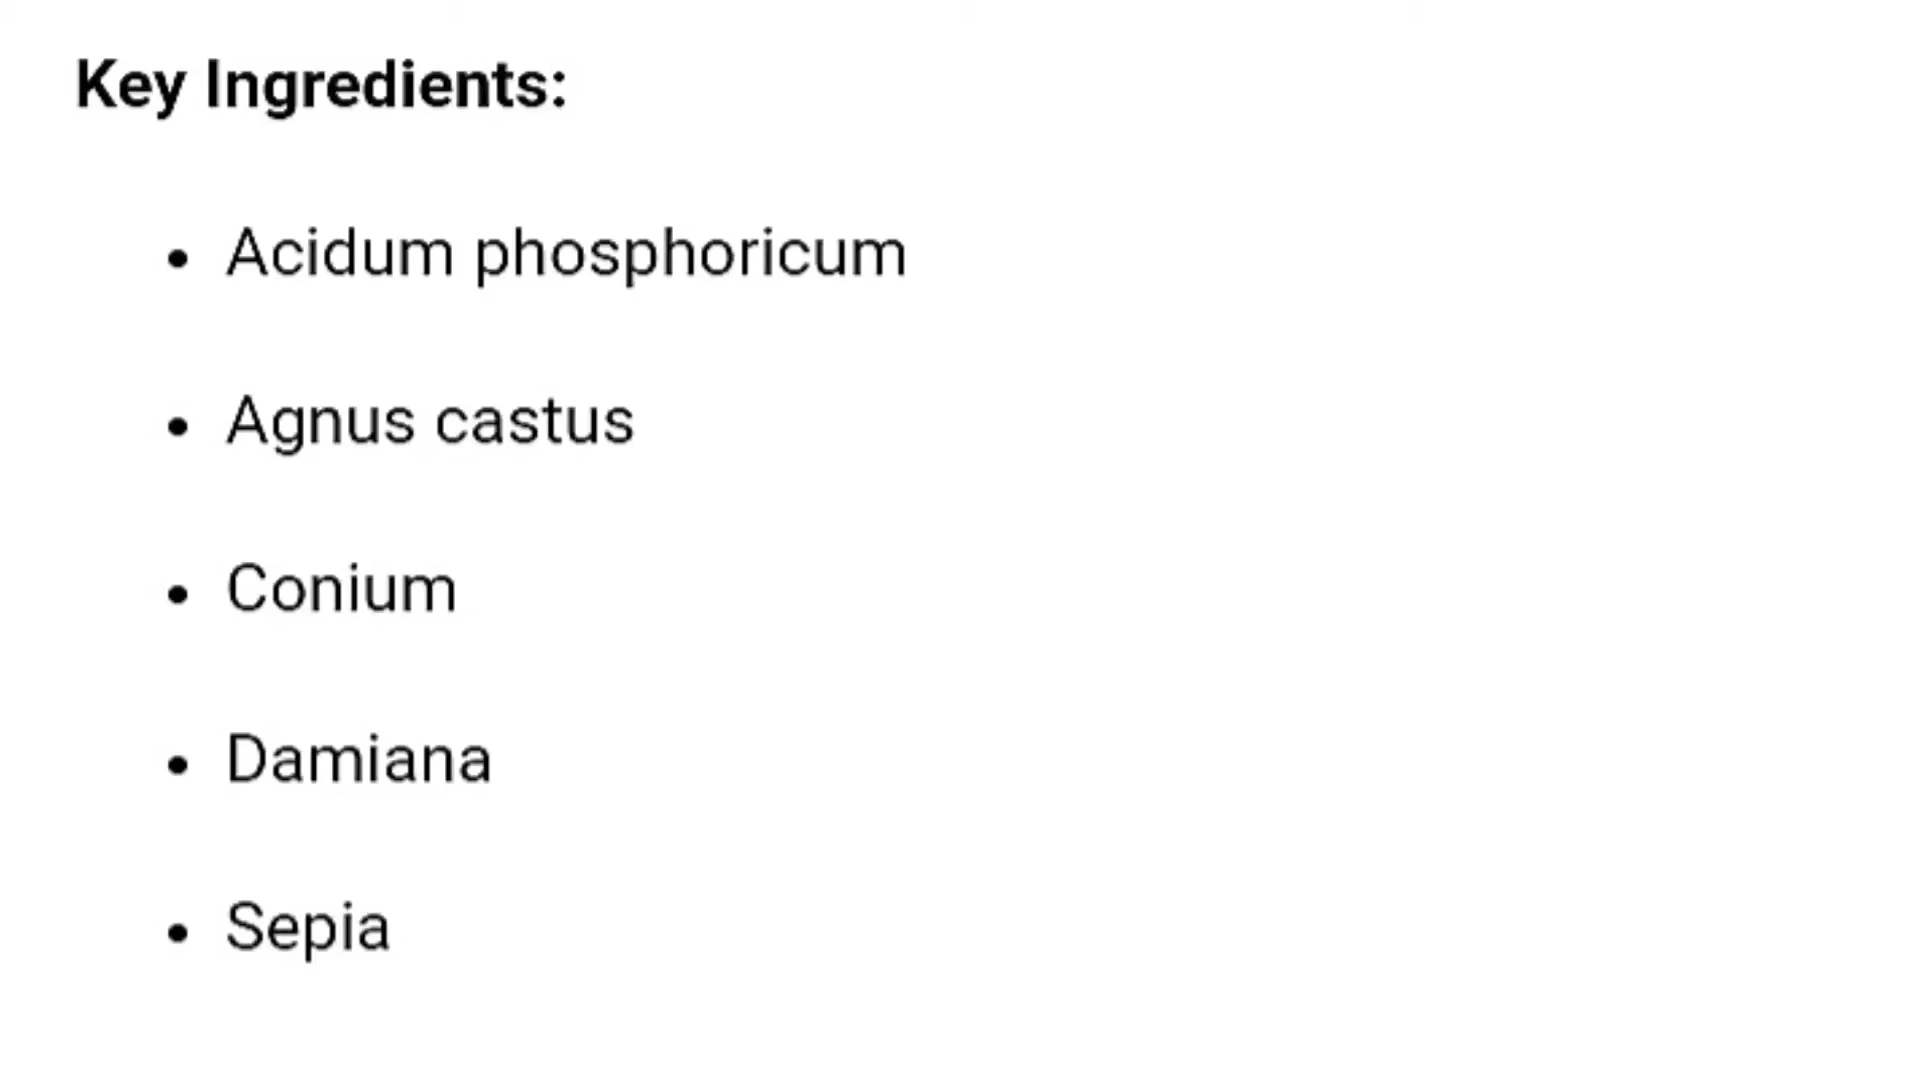 Key Ingredients:
• Acidum phosphoricum
• Agnus castus
• Conium
• Damiana
• Sepia